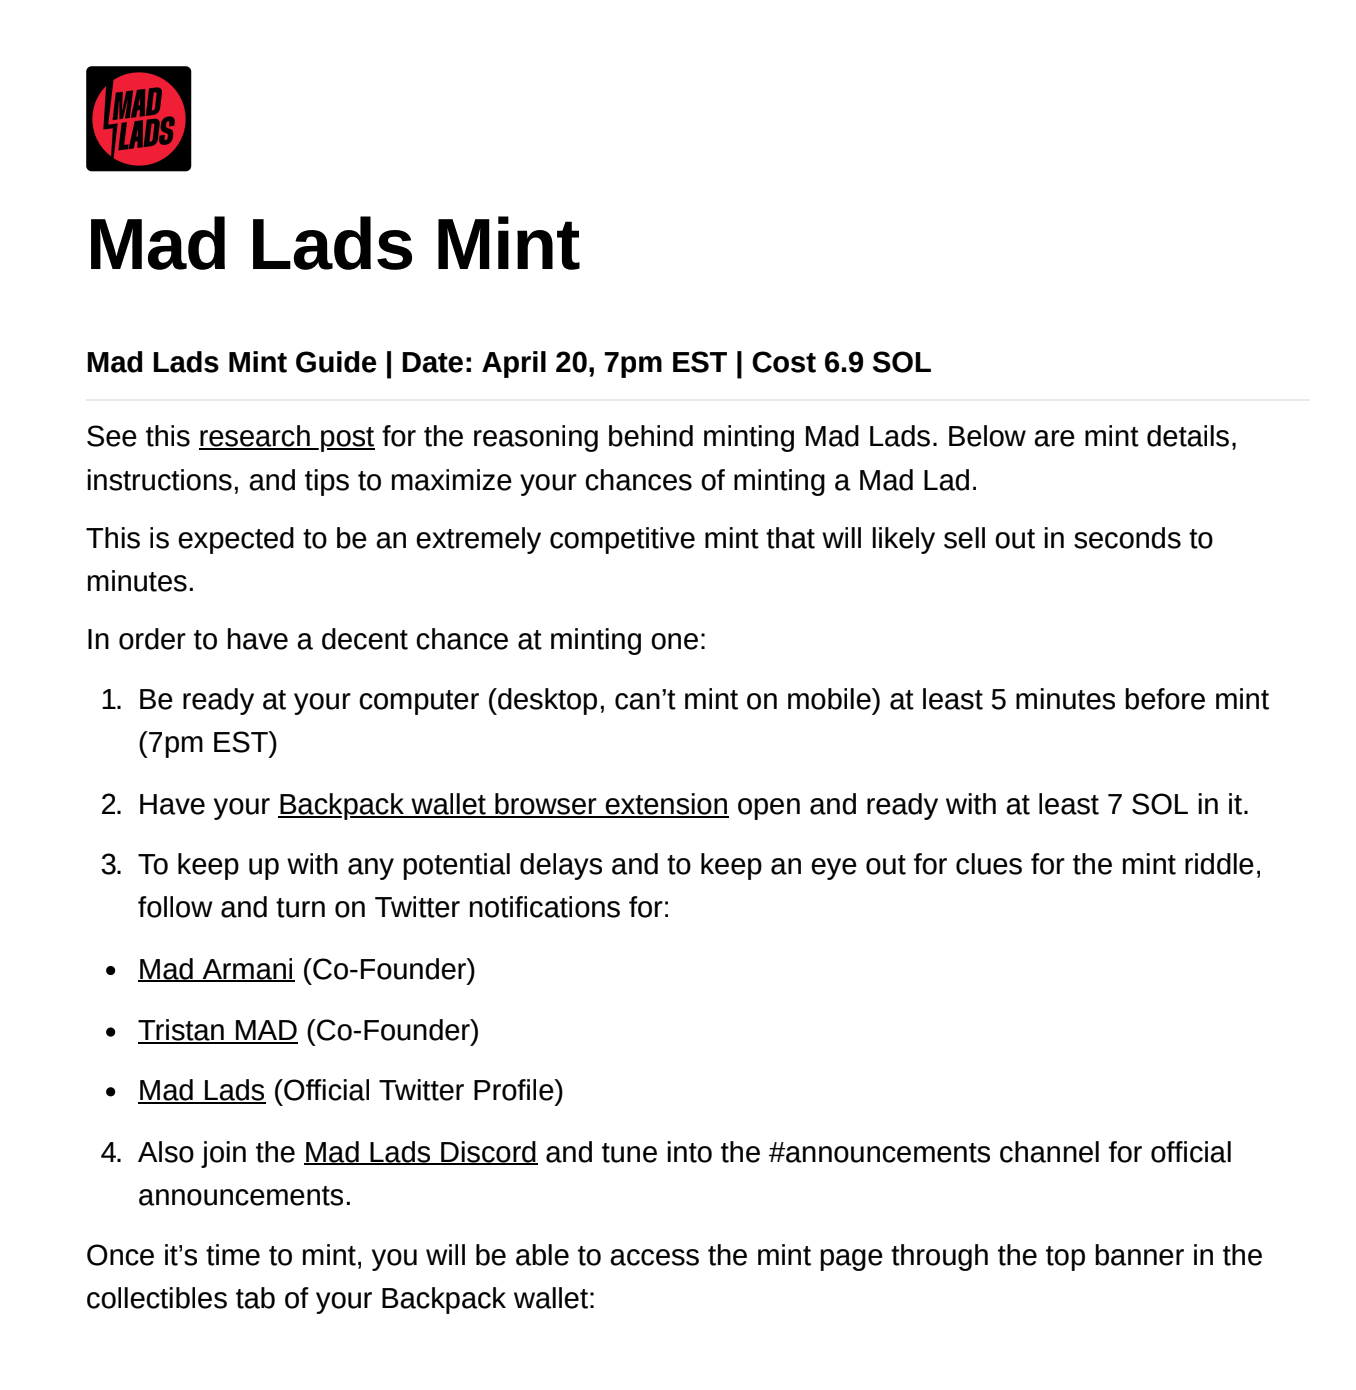 MAD
LADS
Mad Lads Mint
Mad Lads Mint Guide | Date: April 20, 7pm EST | Cost 6.9 SOL
See this research post for the reasoning behind minting Mad Lads. Below are mint details,
instructions, and tips to maximize your chances of minting a Mad Lad.
This is expected to be an extremely competitive mint that will likely sell out in seconds to
minutes.
In order to have a decent chance at minting one:
1. Be ready at your computer (desktop, can’t mint on mobile) at least 5 minutes before mint
(7pm EST)
2. Have your Backpack wallet browser extension open and ready with at least 7 SOL in it.
3. To keep up with any potential delays and to keep an eye out for clues for the mint riddle,
follow and turn on Twitter notifications for:
• Mad Armani (Co-Founder)
• Tristan MAD (Co-Founder)
• Mad Lads (Official Twitter Profile)
4. Also join the Mad Lads Discord and tune into the #announcements channel for official
announcements.
Once it’s time to mint, you will be able to access the mint page through the top banner in the
collectibles tab of your Backpack wallet: